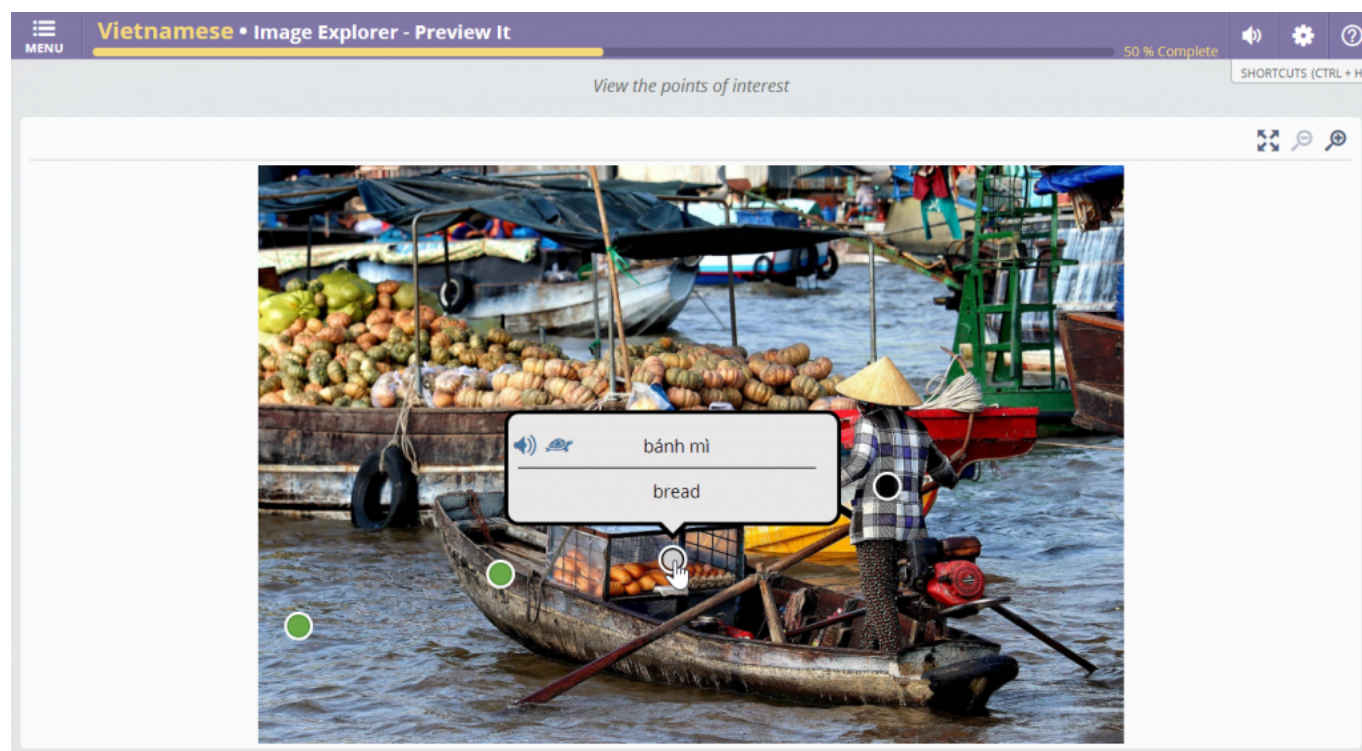 MENU
Vietnamese • Image Explorer - Preview It
50 % Complete
SHORTCUTS (CTRL + H
View the points of interest
bánh mì
bread